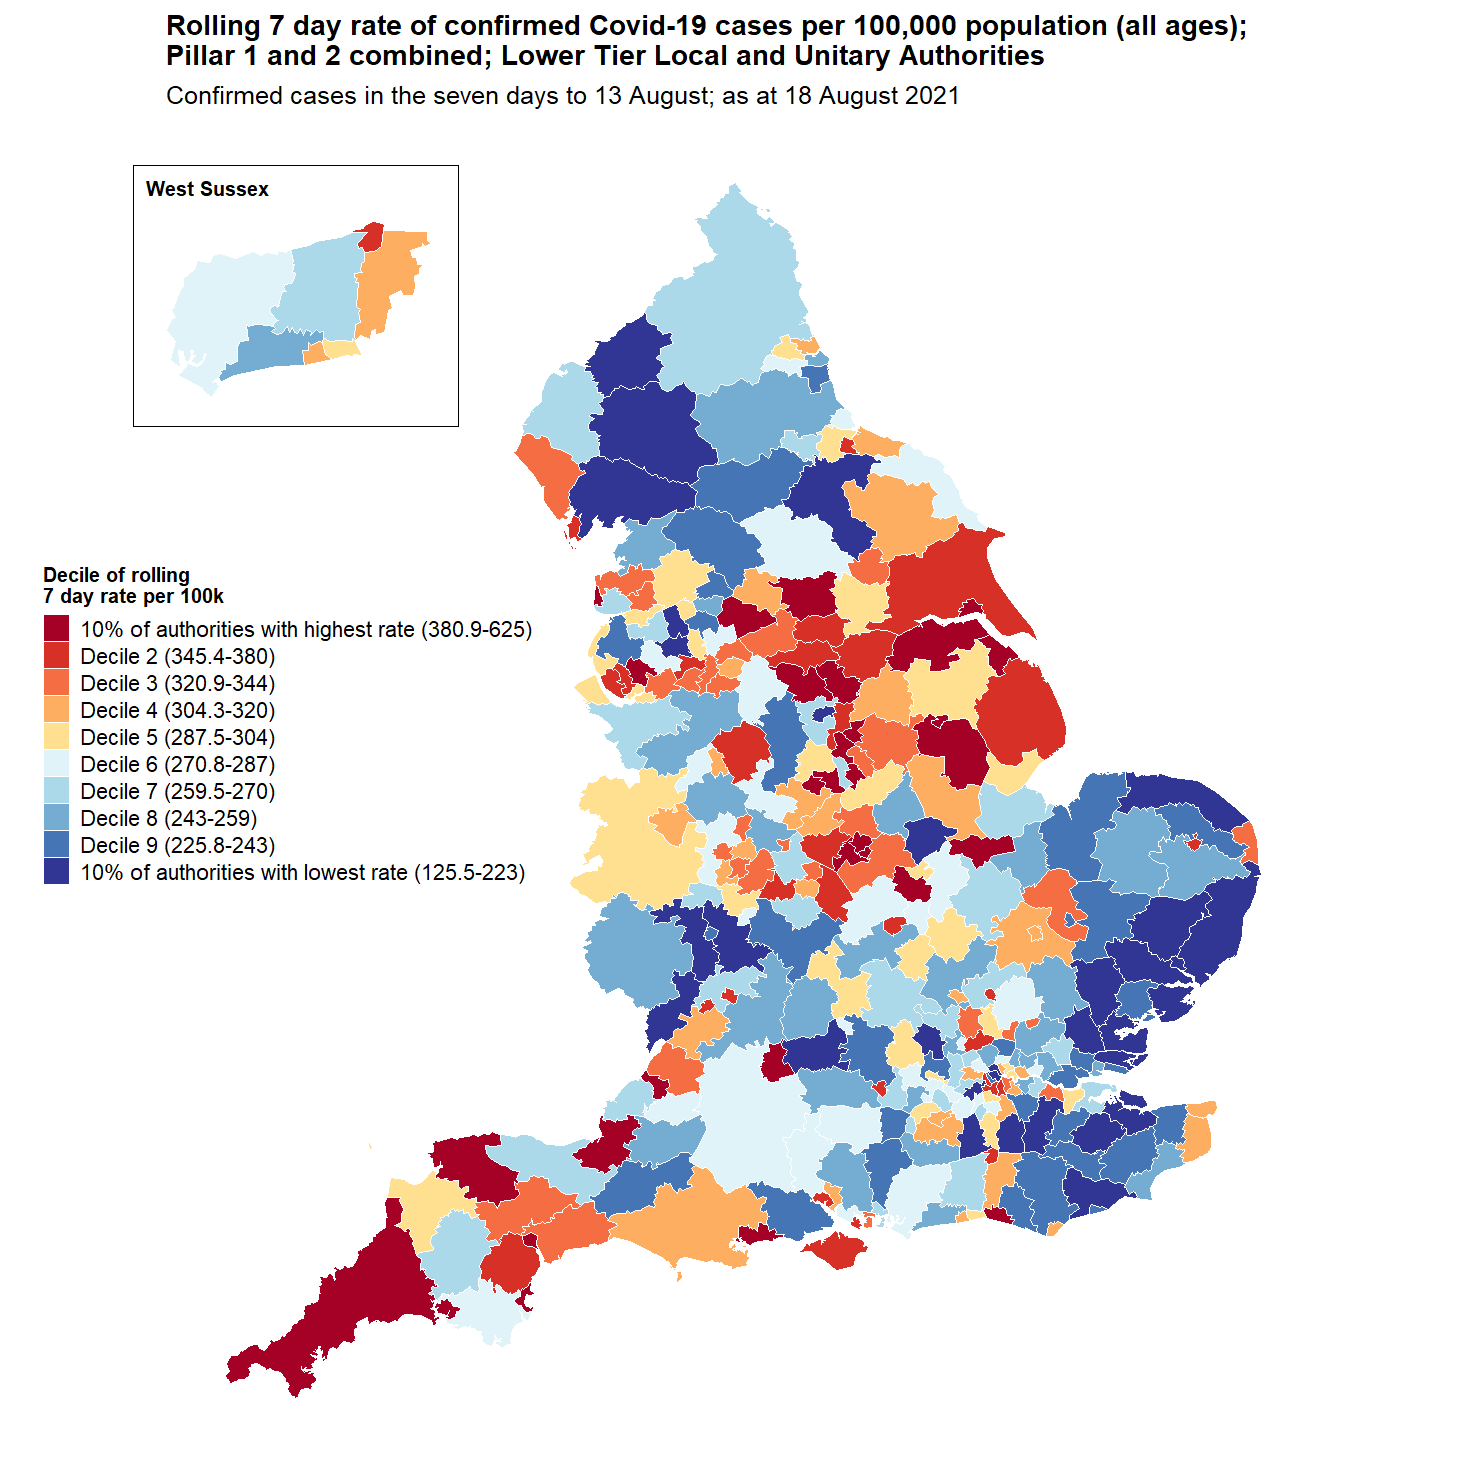 Rolling 7 day rate of confirmed Covid-19 cases per 100,000 population (all ages);
Pillar 1 and 2 combined; Lower Tier Local and Unitary Authorities
Confirmed cases in the seven days to 13 August; as at 18 August 2021
West Sussex
Decile of rolling
7 day rate per 100k
10% of authorities with highest rate (380.9-625)
Decile 2 (345.4-380)
Decile 3 (320.9-344)
Decile 4 (304.3-320)
Decile 5 (287.5-304)
Decile 6 (270.8-287)
Decile 7 (259.5-270)
Decile 8 (243-259)
Decile 9 (225.8-243)
10% of authorities with lowest rate (125.5-223)